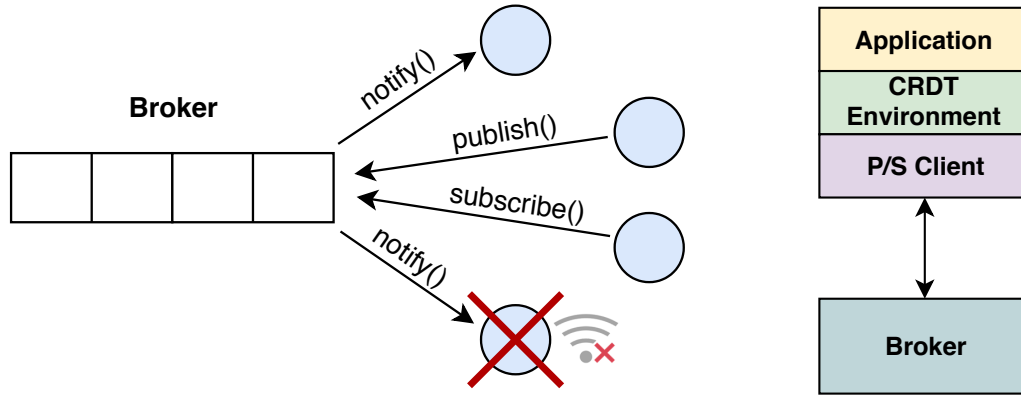 Broker
notify()
publish()
subscribe()
notify()
Application
CRDT
Environment
P/S Client
Broker